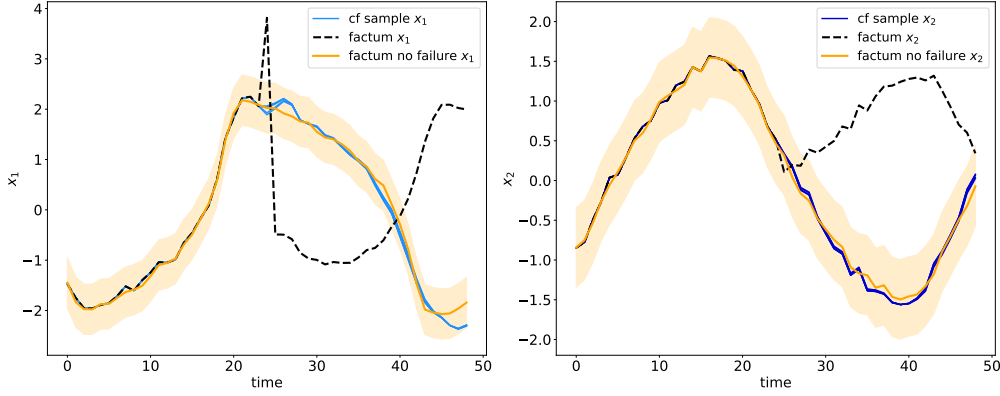 4
3
2
1
0
−1
−2
x1
0
10
20
30
40
50
time
cf sample x1
factum x1
factum no failure x1
2.0
1.5
1.0
0.5
0.0
−0.5
−1.0
−1.5
−2.0
x2
0
10
20
30
40
50
time
cf sample x2
factum x2
factum no failure x2